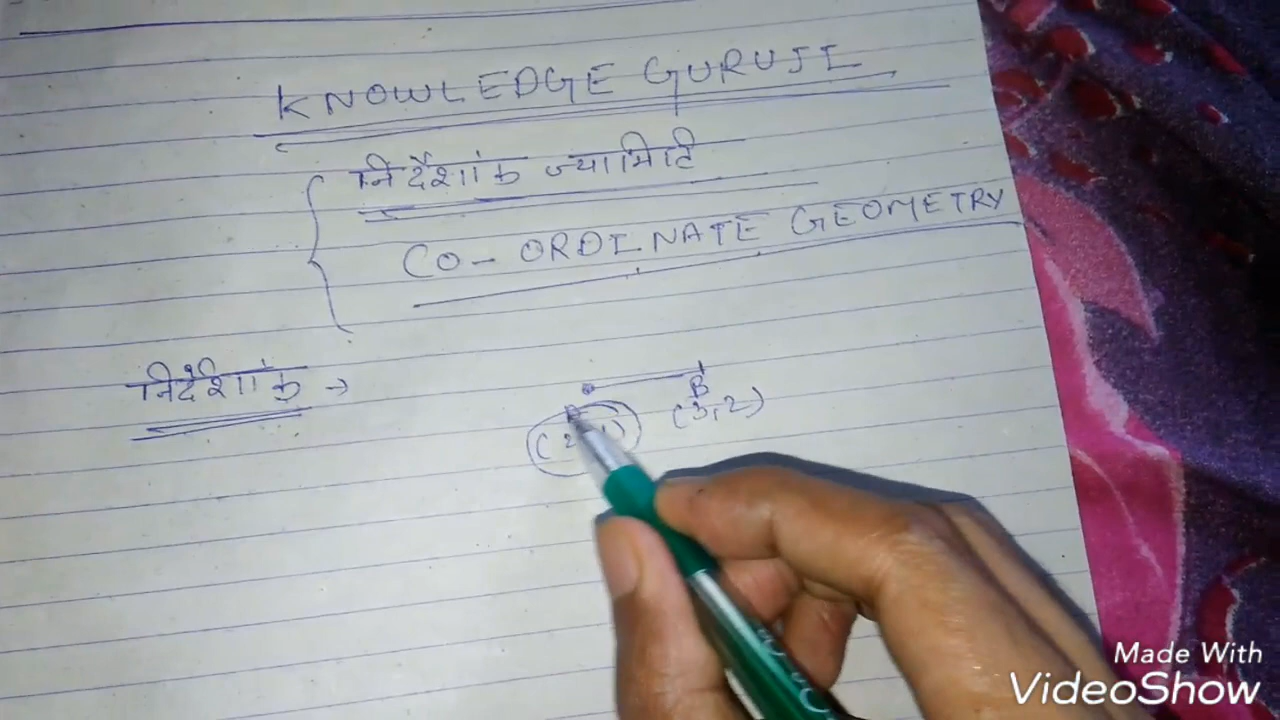 KNOWLEDGE GURUJI
निर्देशांक ज्यामिति
CO-ORDINATE GEOMETRY
निर्देशांक →
B
(3,2)
Made With
VideoShow